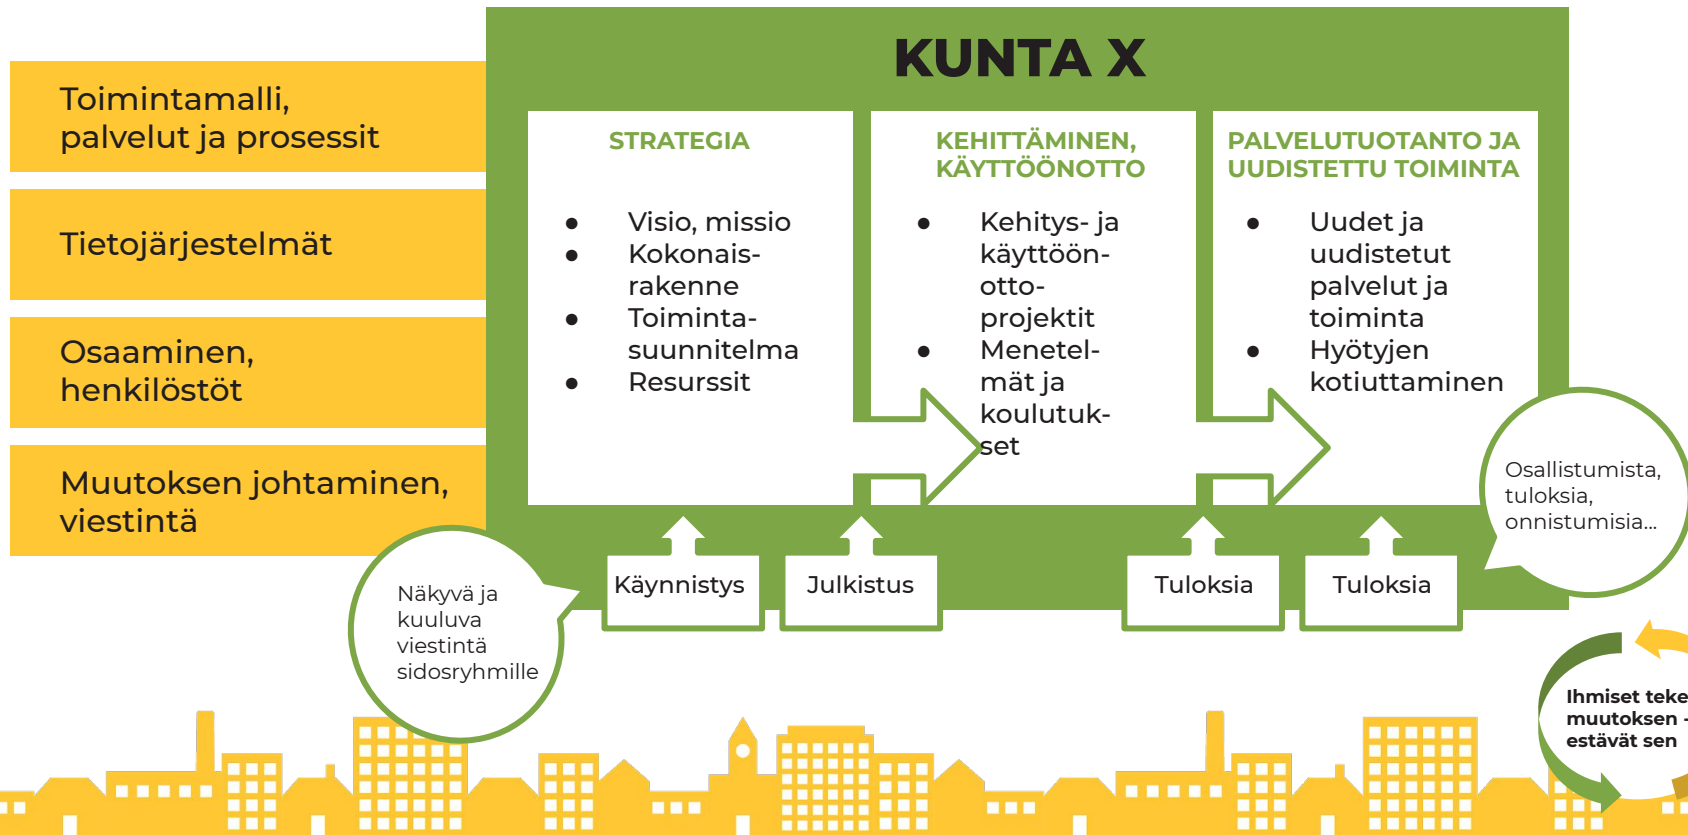 KUNTA X
Toimintamalli,
palvelut ja prosessit
Tietojärjestelmät
Osaaminen,
henkilöstöt
Muutoksen johtaminen,
viestintä
STRATEGIA
● Visio, missio
● Kokonais-
rakenne
● Toiminta-
suunnitelma
● Resurssit
KEHITTÄMINEN,
KÄYTTÖÖNOTTO
● Kehitys- ja
käyttöön-
otto-
projektit
● Menetel-
mät ja
koulutuk-
set
PALVELUTUOTANTO JA
UUDISTETTU TOIMINTA
● Uudet ja
uudistetut
palvelut ja
toiminta
● Hyötyjen
kotiuttaminen
Osallistumista,
tuloksia,
onnistumisia...
Käynnistys
Julkistus
Tuloksia
Tuloksia
Näkyvä ja
kuuluva
viestintä
sidosryhmille
Ihmiset teke
muutoksen -
estävät sen